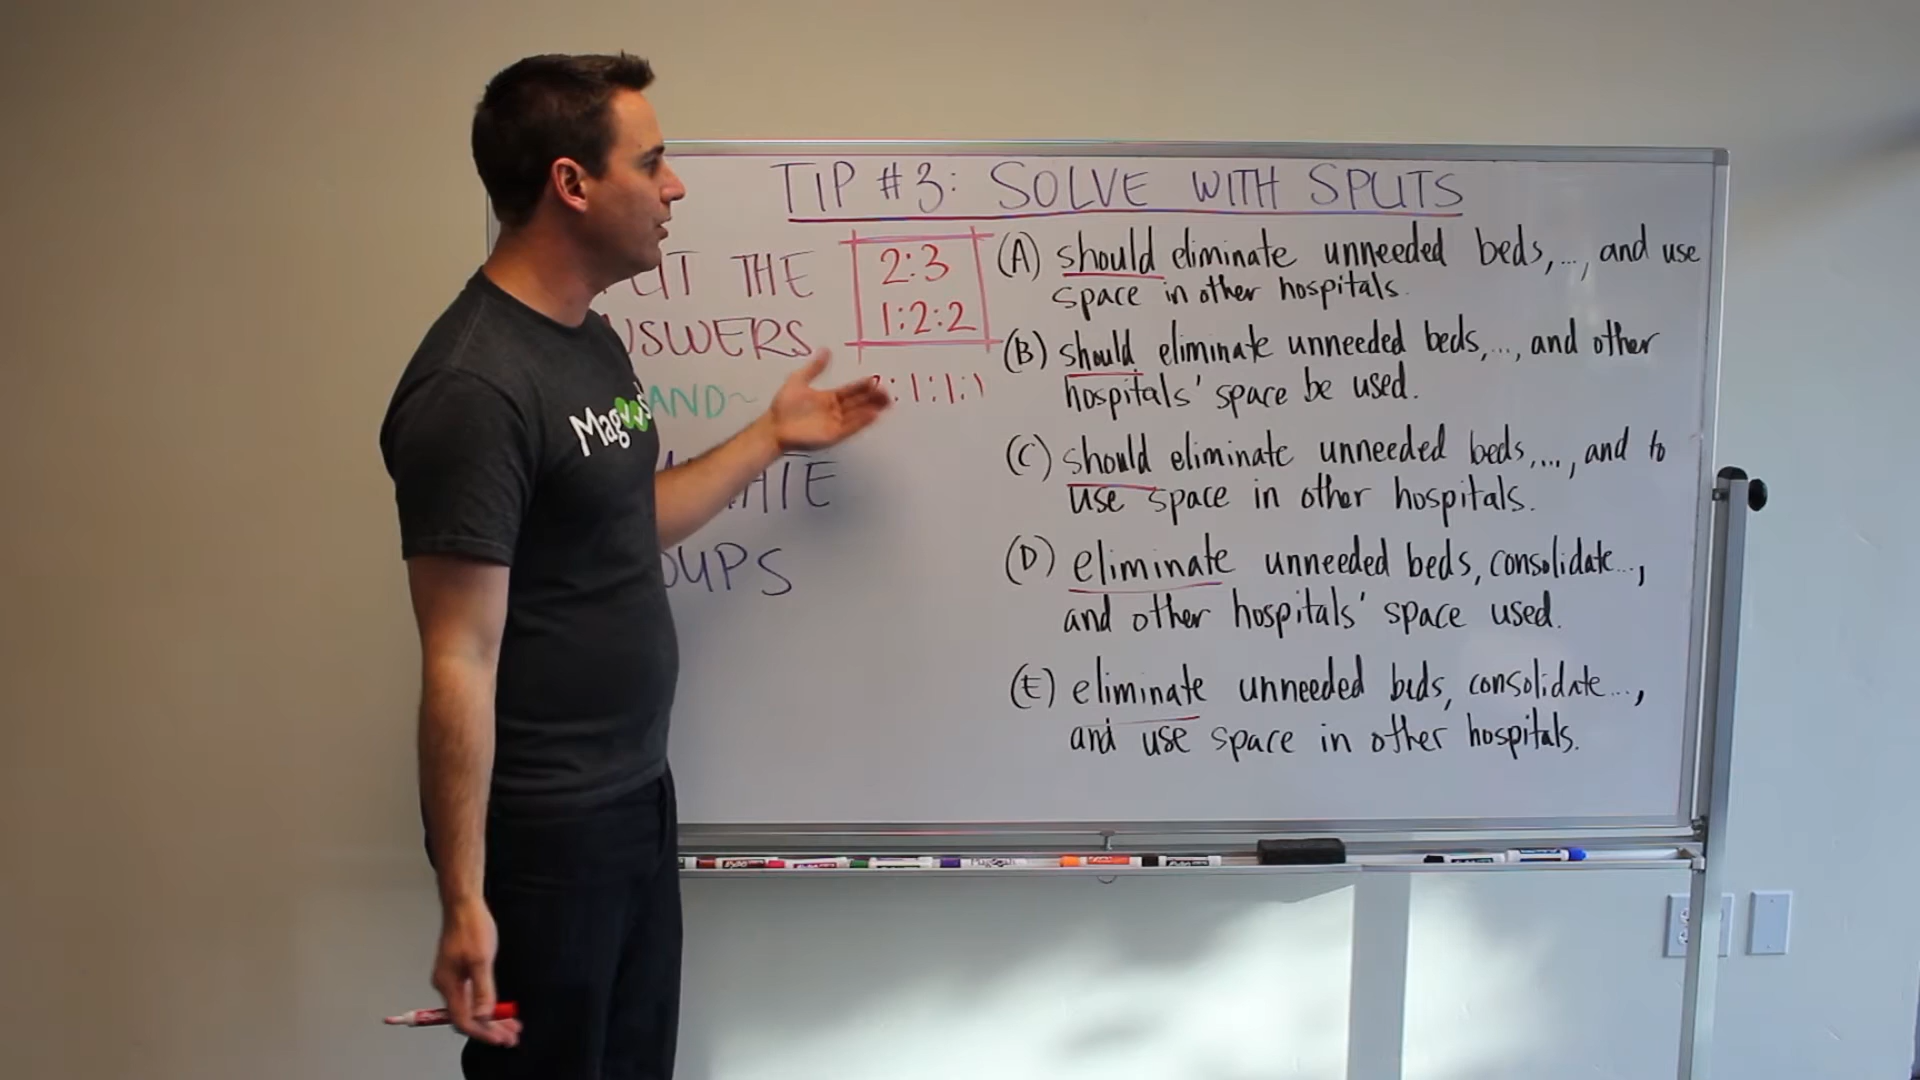 TIP #3: SOLVE WITH SPLITS
THE
2:3
1:2:2
:1:1:1
AND~
(A) should eliminate unneeded beds,..., and use
space in other hospitals.
(B) should eliminate unneeded beds,..., and other
hospitals' space be used.
(C) should eliminate unneeded beds,..., and to
use space in other hospitals.
(D) eliminate unneeded beds, consolidate...,
and other hospitals' space used.
(E) eliminate unneeded beds, consolidate...,
and use space in other hospitals.
Magoosh